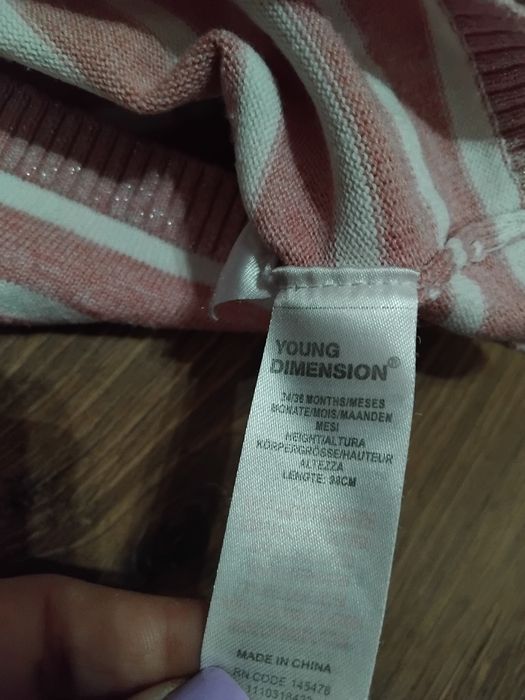 YOUNG
DIMENSION®
24/36 MONTHS/MESES
MONATE/MOIS/MAANDEN
MESI
HEIGHT/ALTURA
KÖRPERGRÖSSE/HAUTEUR
ALTEZZA
LENGTE: 98CM
MADE IN CHINA
RN CODE 145478